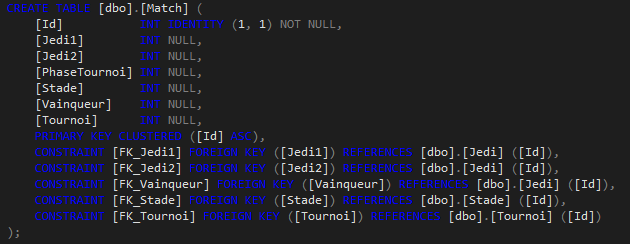 CREATE TABLE [dbo].[Match] (
[Id] INT IDENTITY (1, 1) NOT NULL,
[Jedi1] INT NULL,
[Jedi2] INT NULL,
[PhaseTournoi] INT NULL,
[Stade] INT NULL,
[Vainqueur] INT NULL,
[Tournoi] INT NULL,
PRIMARY KEY CLUSTERED ([Id] ASC),
CONSTRAINT [FK_Jedi1] FOREIGN KEY ([Jedi1]) REFERENCES [dbo].[Jedi] ([Id]),
CONSTRAINT [FK_Jedi2] FOREIGN KEY ([Jedi2]) REFERENCES [dbo].[Jedi] ([Id]),
CONSTRAINT [FK_Vainqueur] FOREIGN KEY ([Vainqueur]) REFERENCES [dbo].[Jedi] ([Id]),
CONSTRAINT [FK_Stade] FOREIGN KEY ([Stade]) REFERENCES [dbo].[Stade] ([Id]),
CONSTRAINT [FK_Tournoi] FOREIGN KEY ([Tournoi]) REFERENCES [dbo].[Tournoi] ([Id])
);